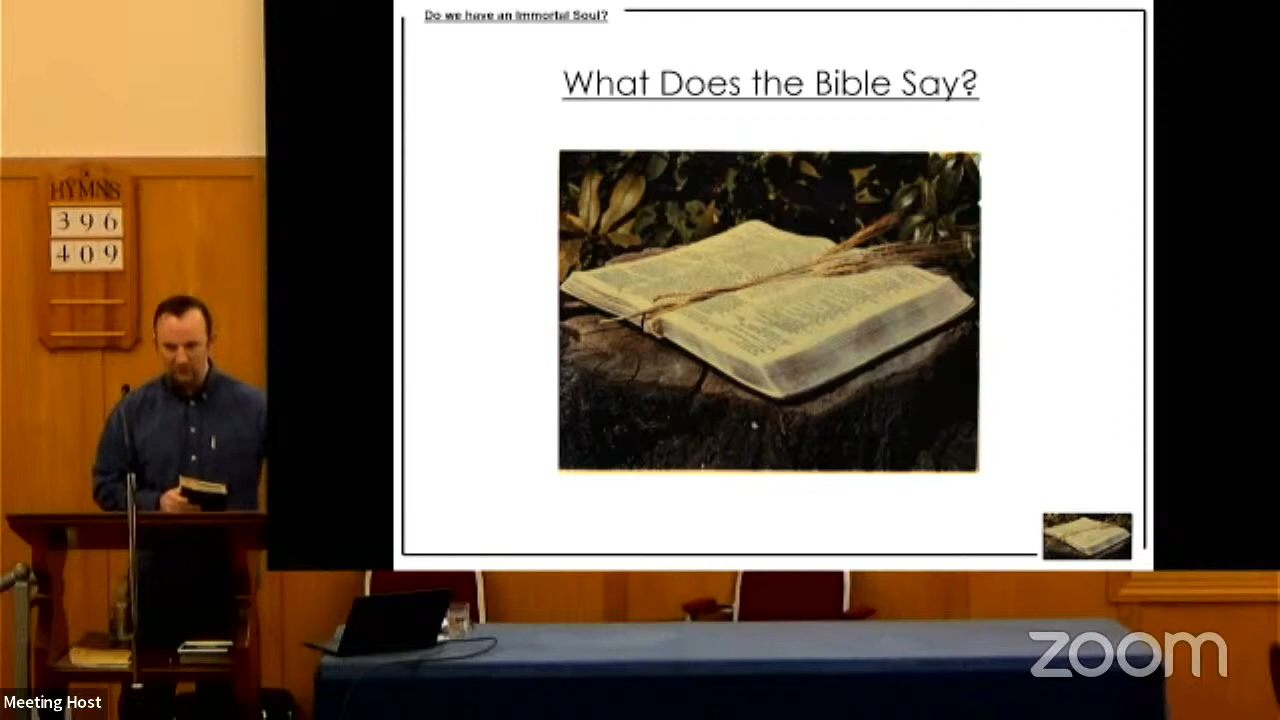 Do we have an Immortal Soul?
What Does the Bible Say?
HYMNS
396
409
zoom
Meeting Host